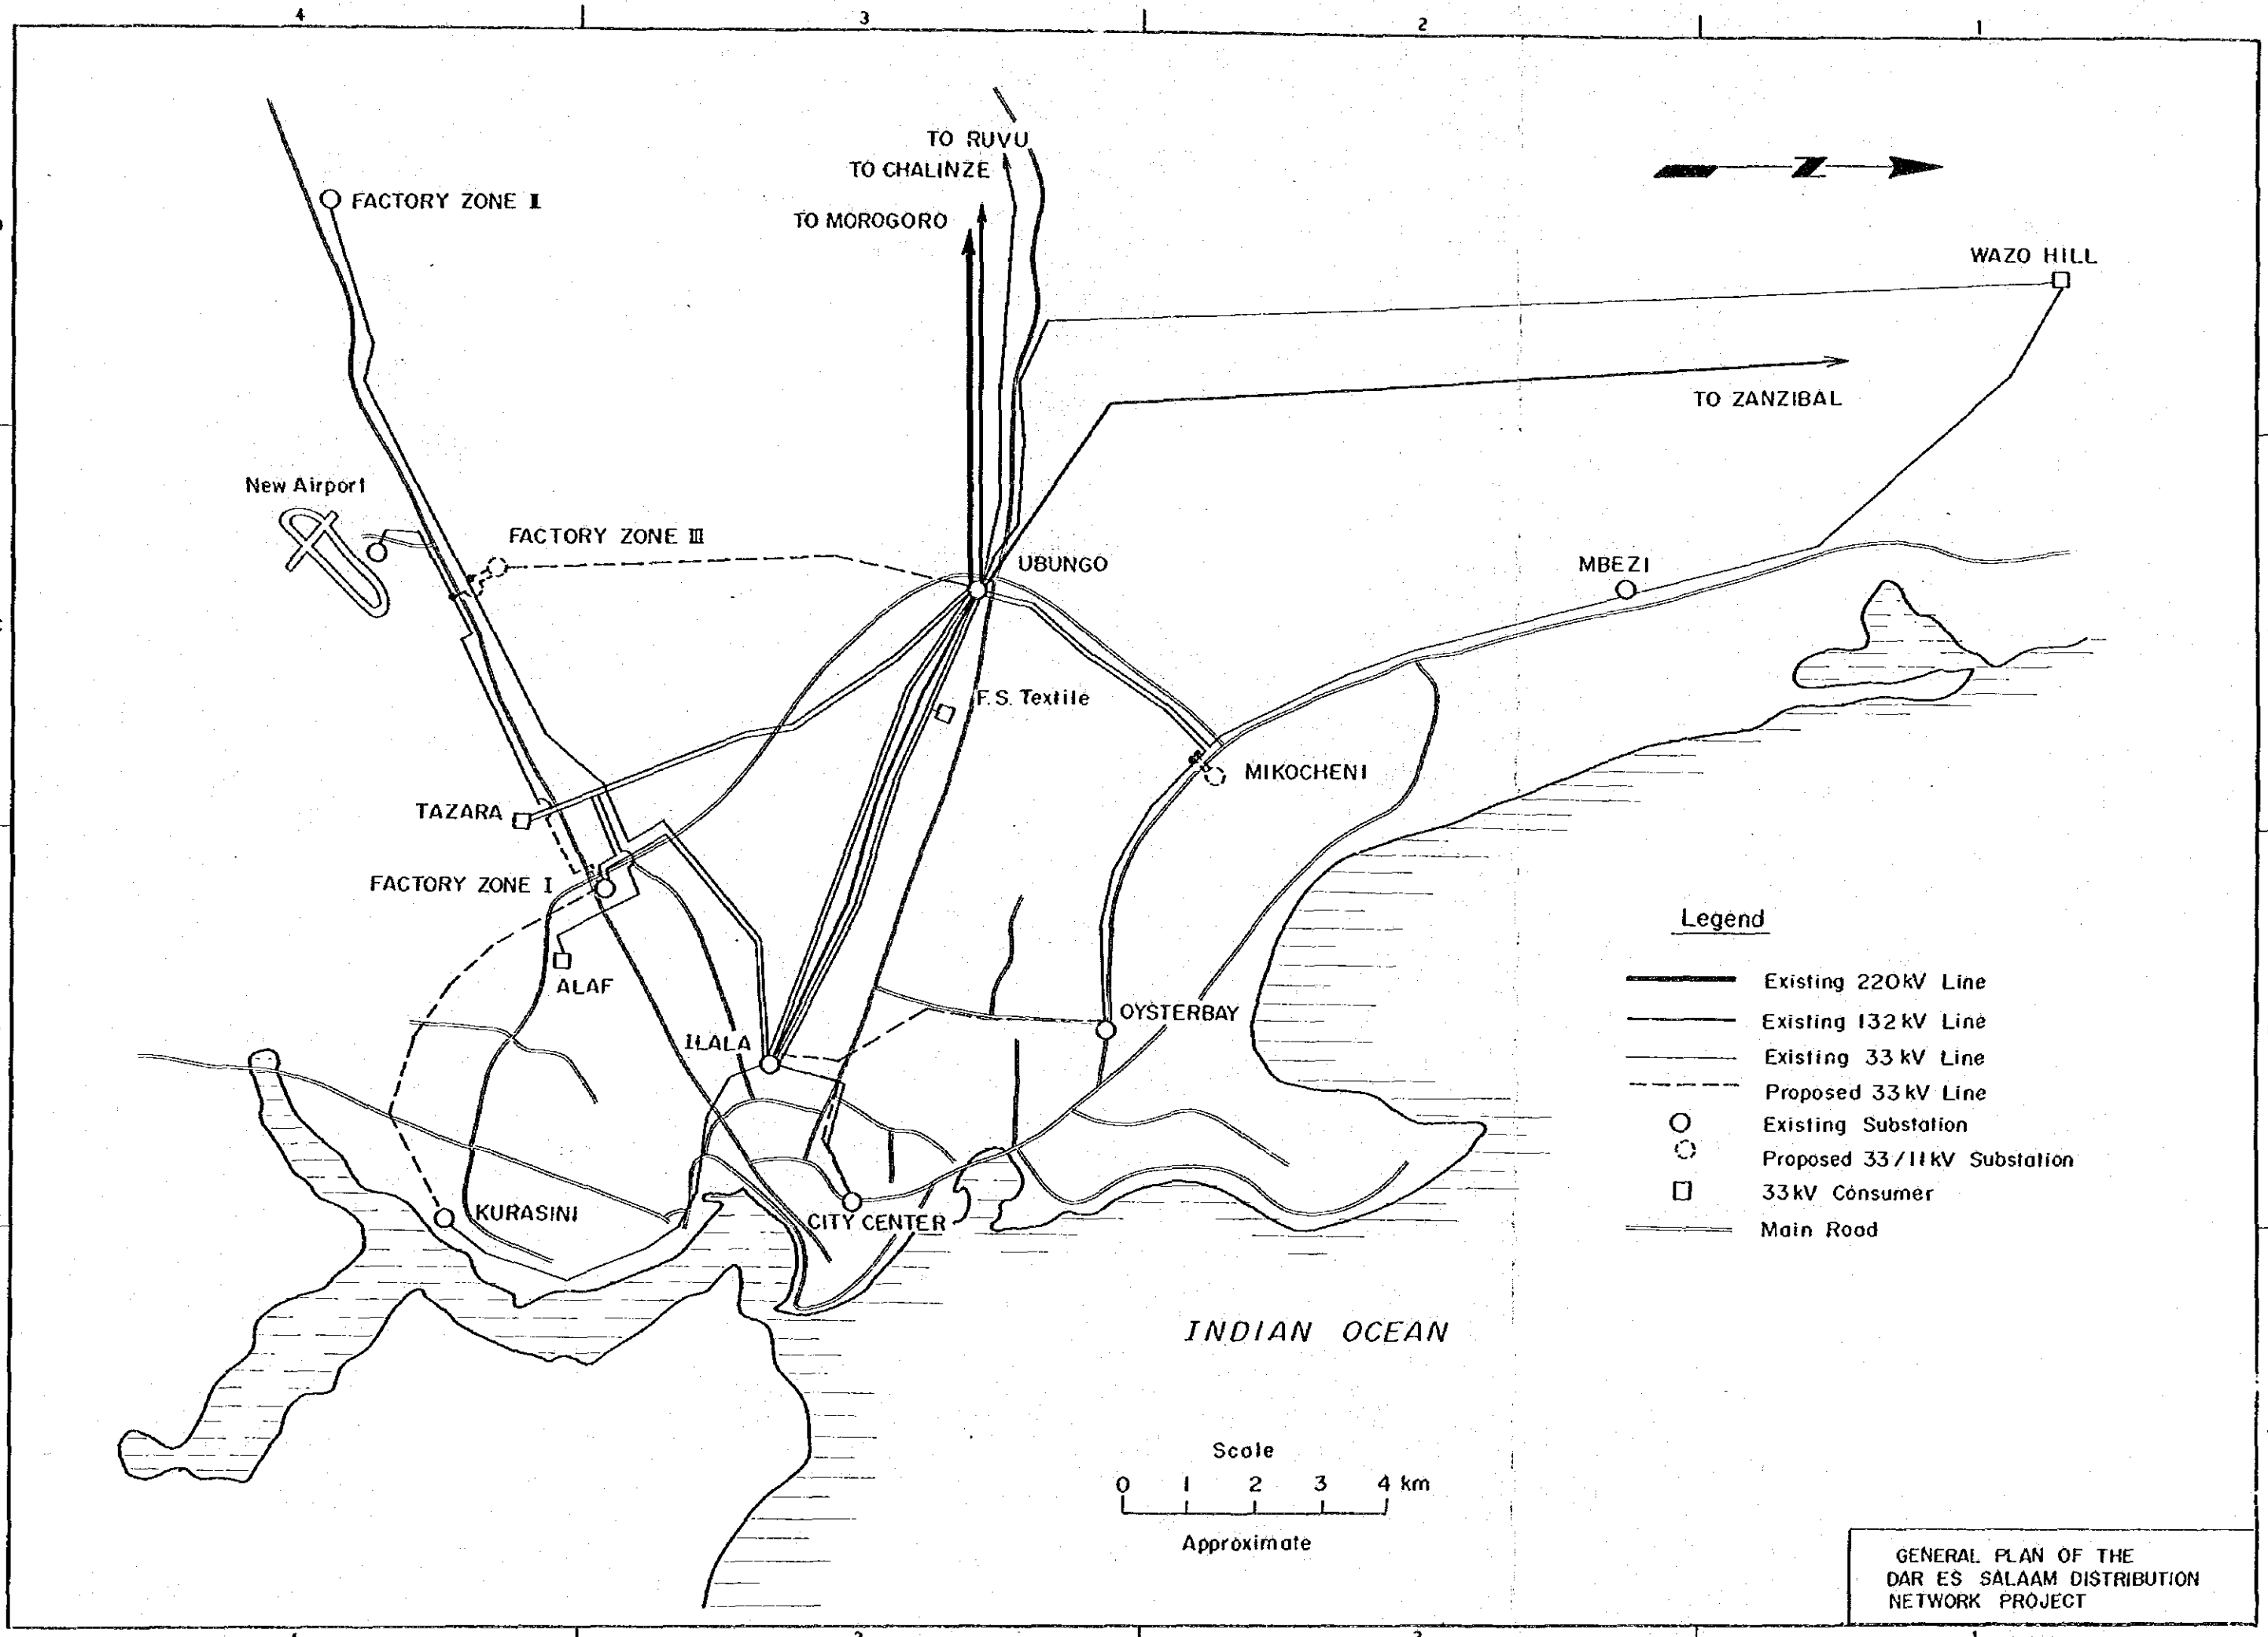 4
3
2
1
TO RUVU
TO CHALINZE
TO MOROGORO
N
FACTORY ZONE II
WAZO HILL
TO ZANZIBAL
New Airport
FACTORY ZONE III
UBUNGO
MBEZI
F.S. Textile
MIKOCHENI
TAZARA
FACTORY ZONE I
ALAF
ILALA
OYSTERBAY
KURASINI
CITY CENTER
INDIAN OCEAN
Legend
Existing 220kV Line
Existing 132kV Line
Existing 33kV Line
Proposed 33kV Line
Existing Substation
Proposed 33/11kV Substation
33kV Consumer
Main Road
Scale
0 1 2 3 4 km
Approximate
GENERAL PLAN OF THE
DAR ES SALAAM DISTRIBUTION
NETWORK PROJECT